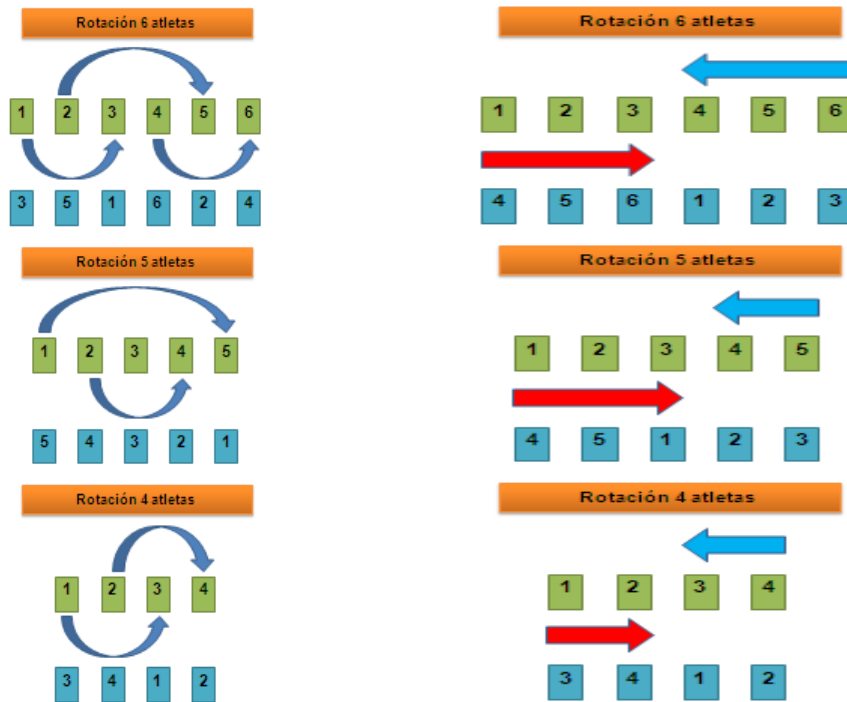 Rotación 6 atletas
1 2 3 4 5 6
3 5 1 6 2 4
Rotación 5 atletas
1 2 3 4 5
5 4 3 2 1
Rotación 4 atletas
1 2 3 4
3 4 1 2
Rotación 6 atletas
1 2 3 4 5 6
4 5 6 1 2 3
Rotación 5 atletas
1 2 3 4 5
4 5 1 2 3
Rotación 4 atletas
1 2 3 4
3 4 1 2